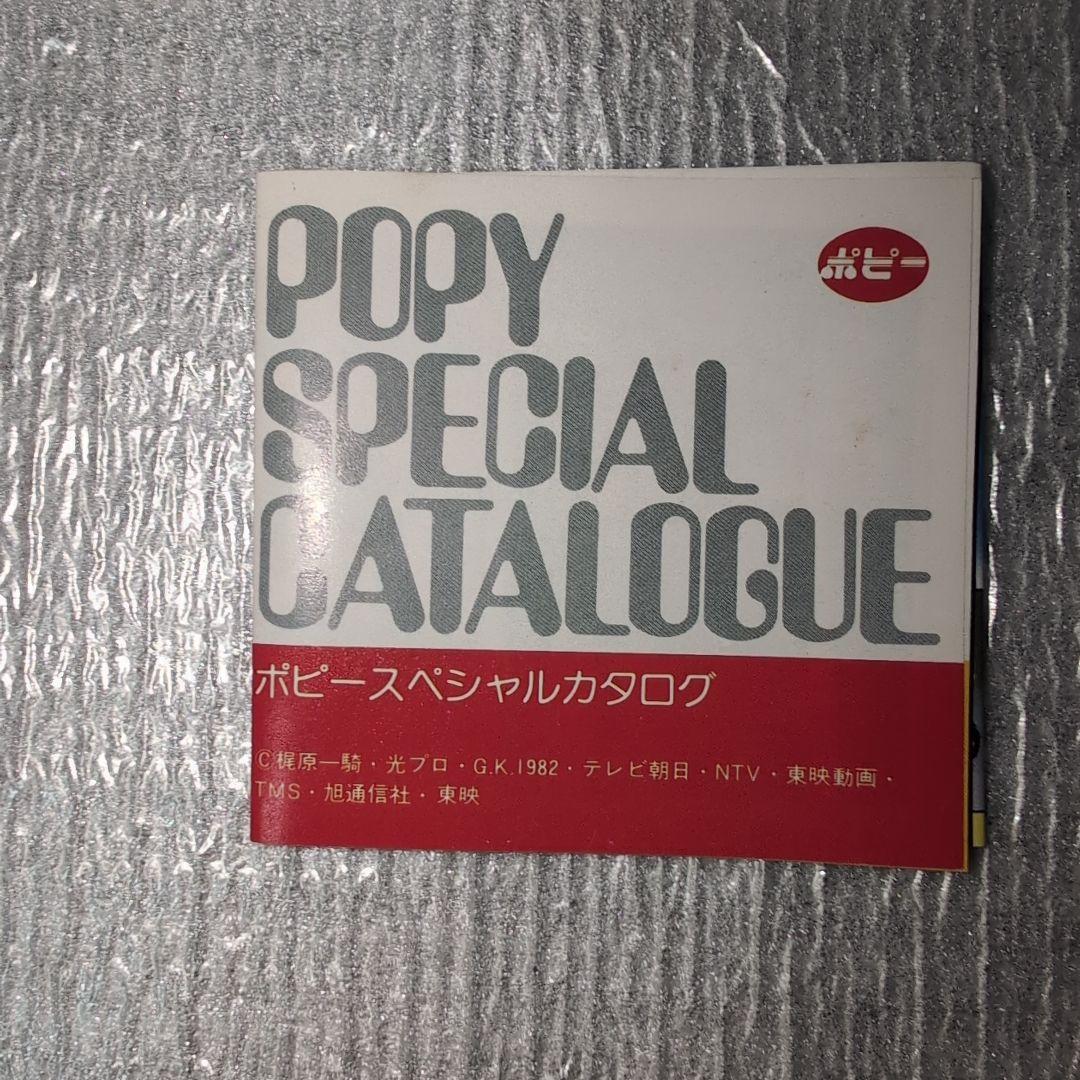 POPY
ポピー
SPECIAL
CATALOGUE
ポピースペシャルカタログ
©梶原一騎・光プロ・G.K.1982・テレビ朝日・NTV・東映動画・
TMS・旭通信社・東映